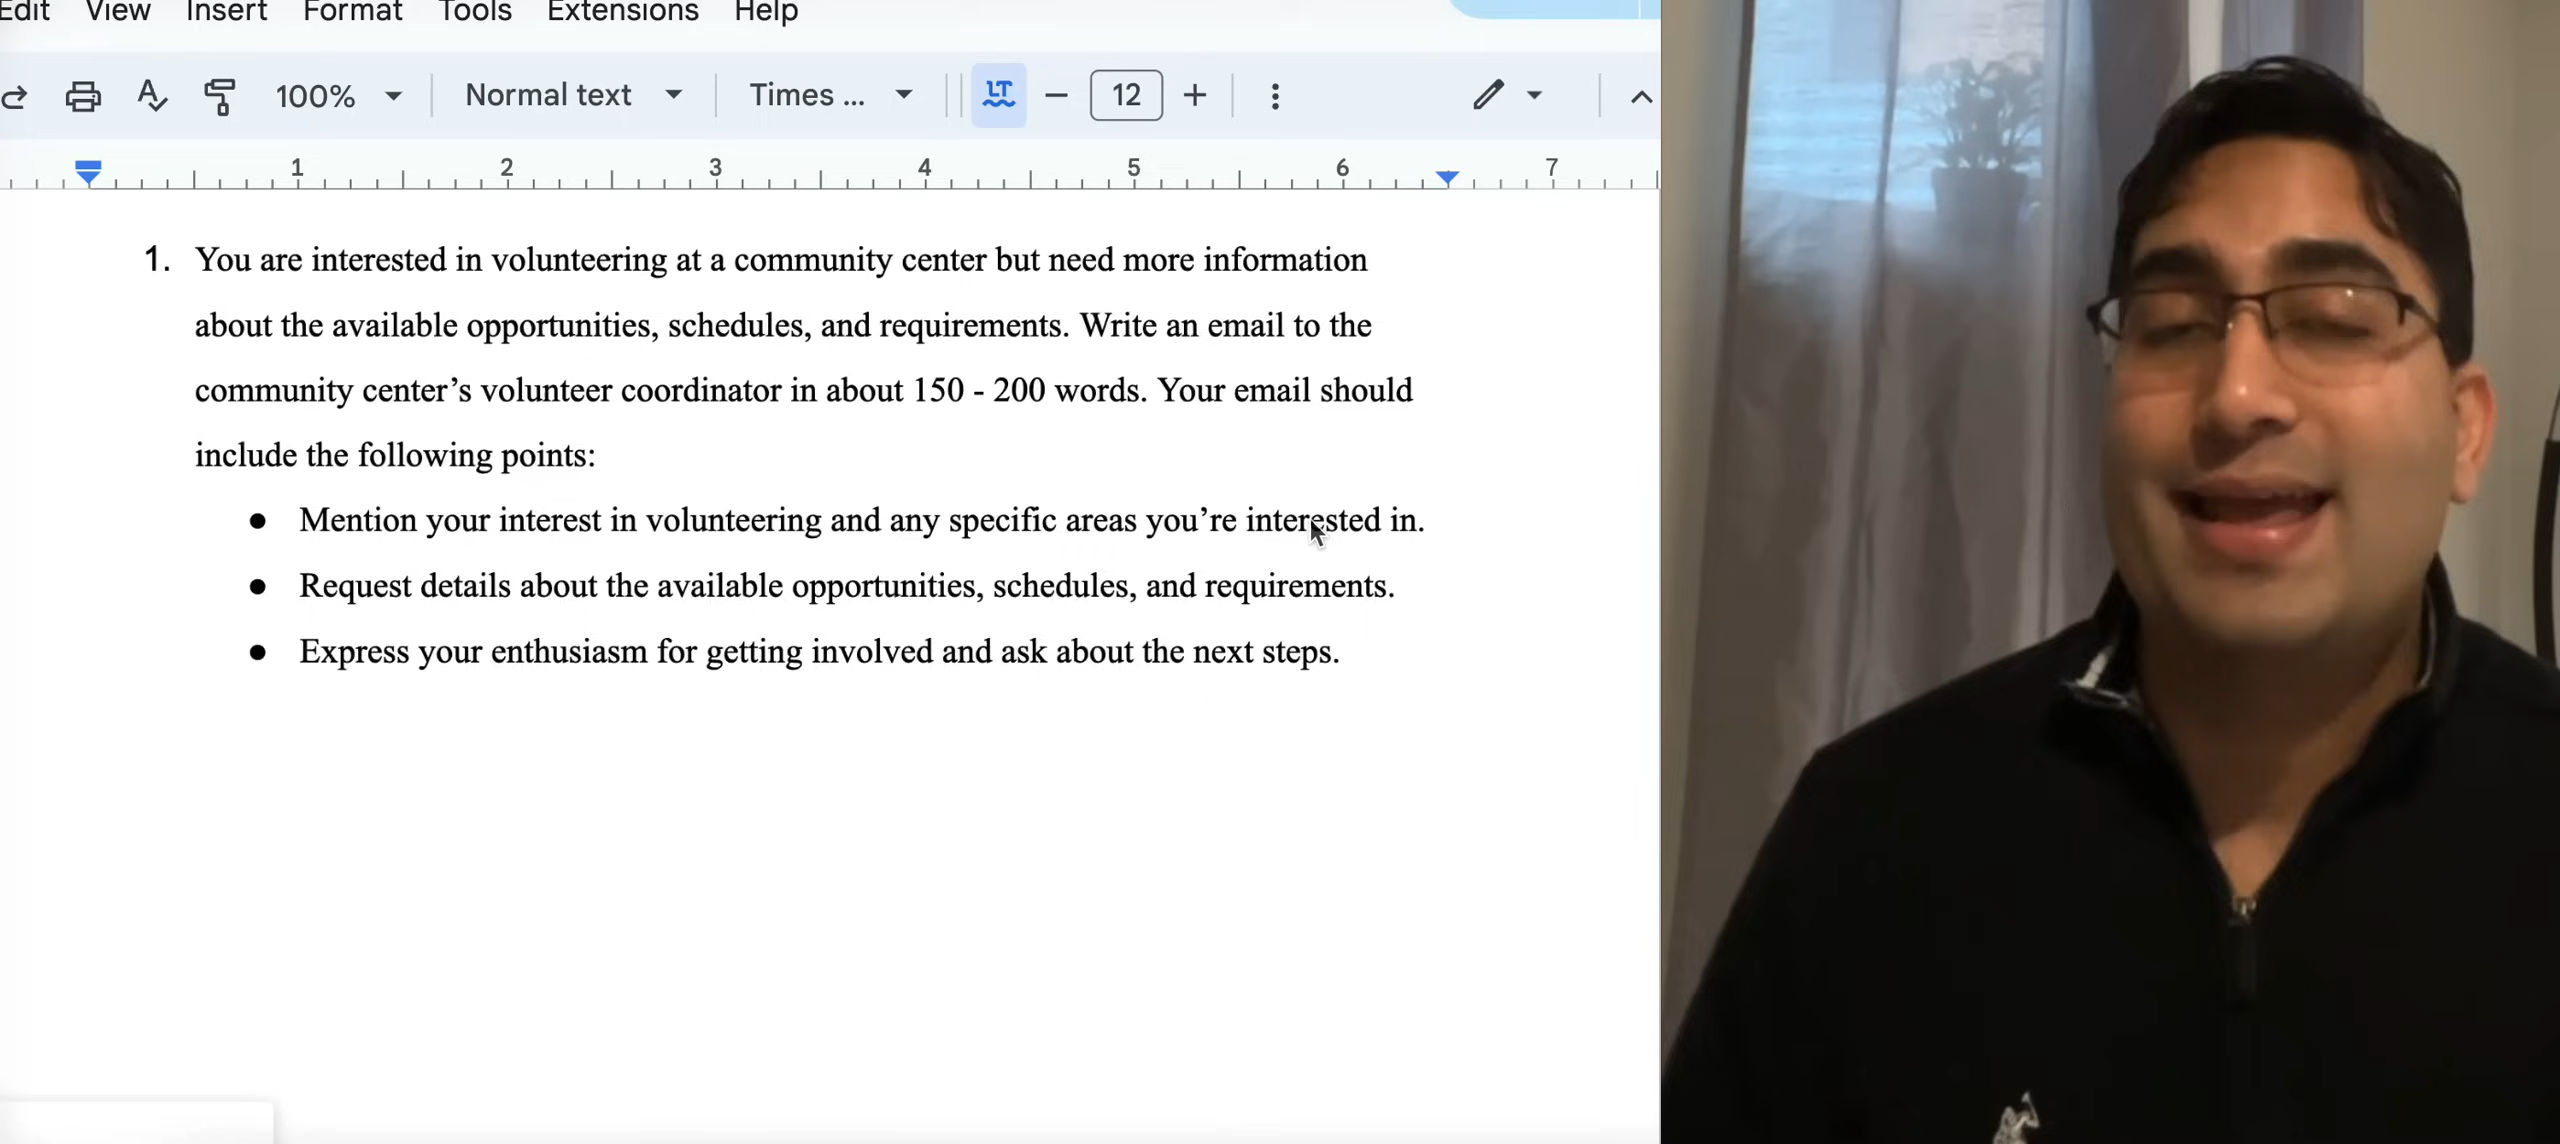 Edit View Insert Format Tools Extensions Help
100% Normal text Times ... LT 12
1 2 3 4 5 6 7
1. You are interested in volunteering at a community center but need more information
about the available opportunities, schedules, and requirements. Write an email to the
community center’s volunteer coordinator in about 150 - 200 words. Your email should
include the following points:
● Mention your interest in volunteering and any specific areas you’re interested in.
● Request details about the available opportunities, schedules, and requirements.
● Express your enthusiasm for getting involved and ask about the next steps.